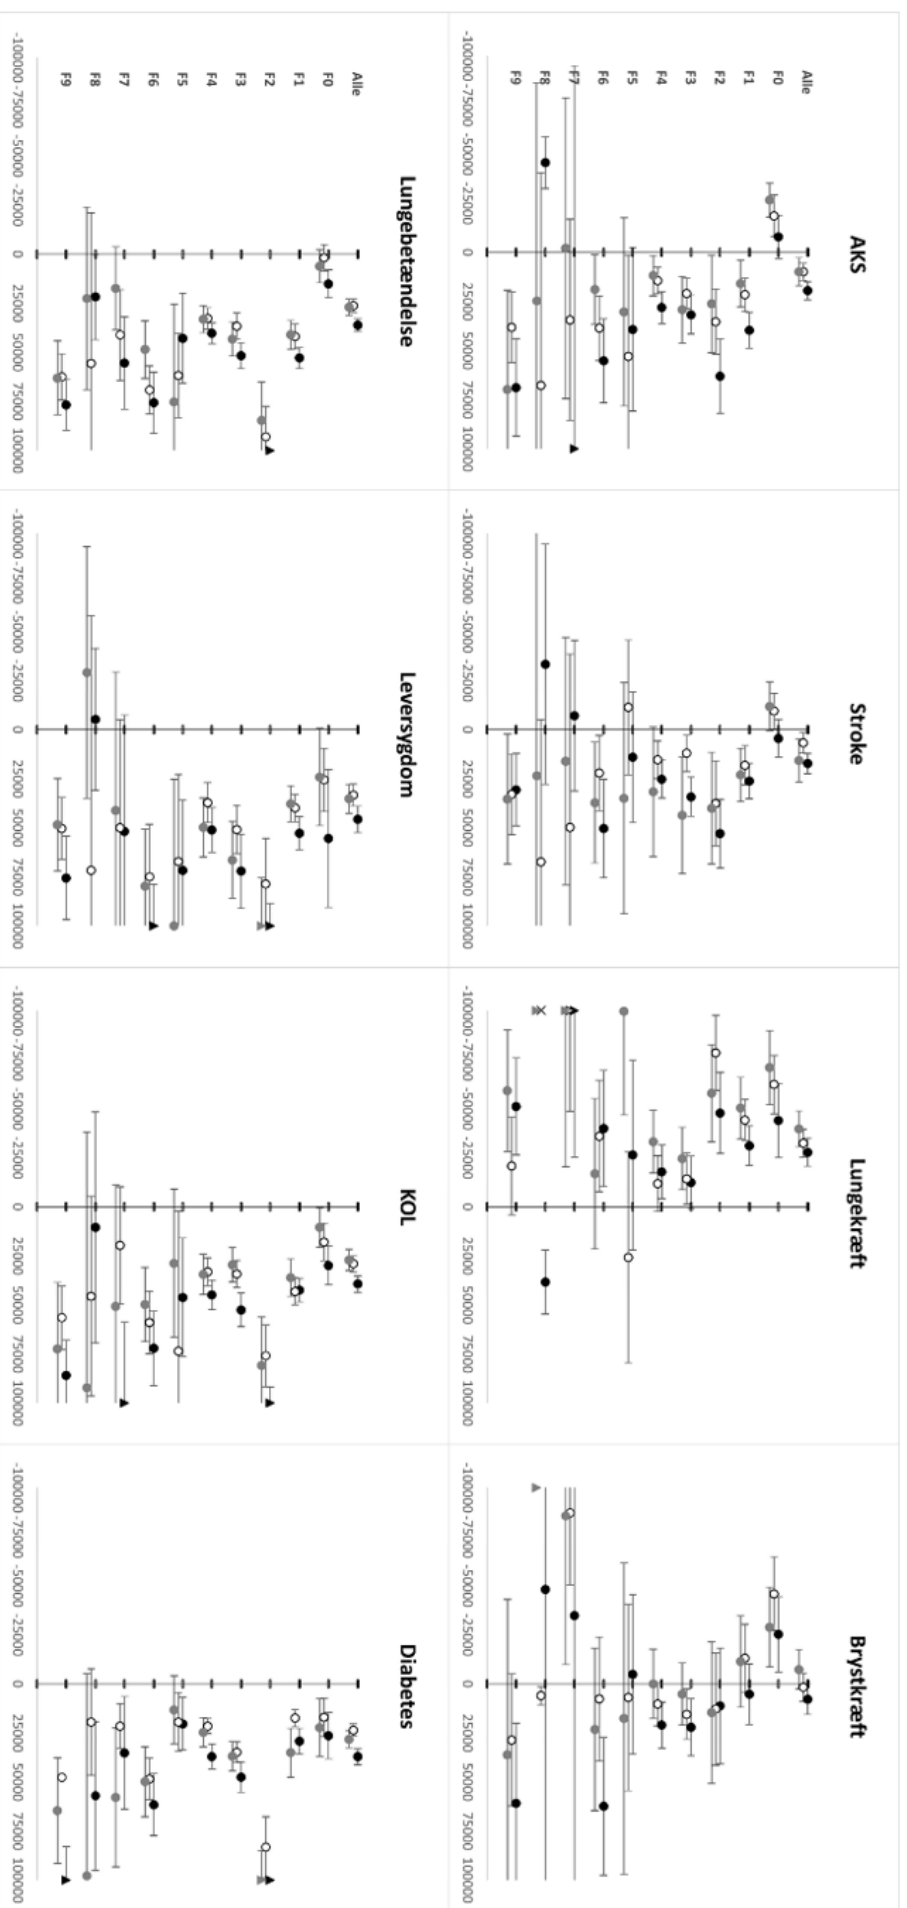 AKS Stroke Lungekræft Brystkræft
Alle
F0
F1
F2
F3
F4
F5
F6
F7
F8
F9
-100000 -75000 -50000 -25000 0 25000 50000 75000 100000 -100000 -75000 -50000 -25000 0 25000 50000 75000 100000 -100000 -75000 -50000 -25000 0 25000 50000 75000 100000 -100000 -75000 -50000 -25000 0 25000 50000 75000 100000
Lungebetændelse Leversygdom KOL Diabetes
Alle
F0
F1
F2
F3
F4
F5
F6
F7
F8
F9
-100000 -75000 -50000 -25000 0 25000 50000 75000 100000 -100000 -75000 -50000 -25000 0 25000 50000 75000 100000 -100000 -75000 -50000 -25000 0 25000 50000 75000 100000 -100000 -75000 -50000 -25000 0 25000 50000 75000 100000